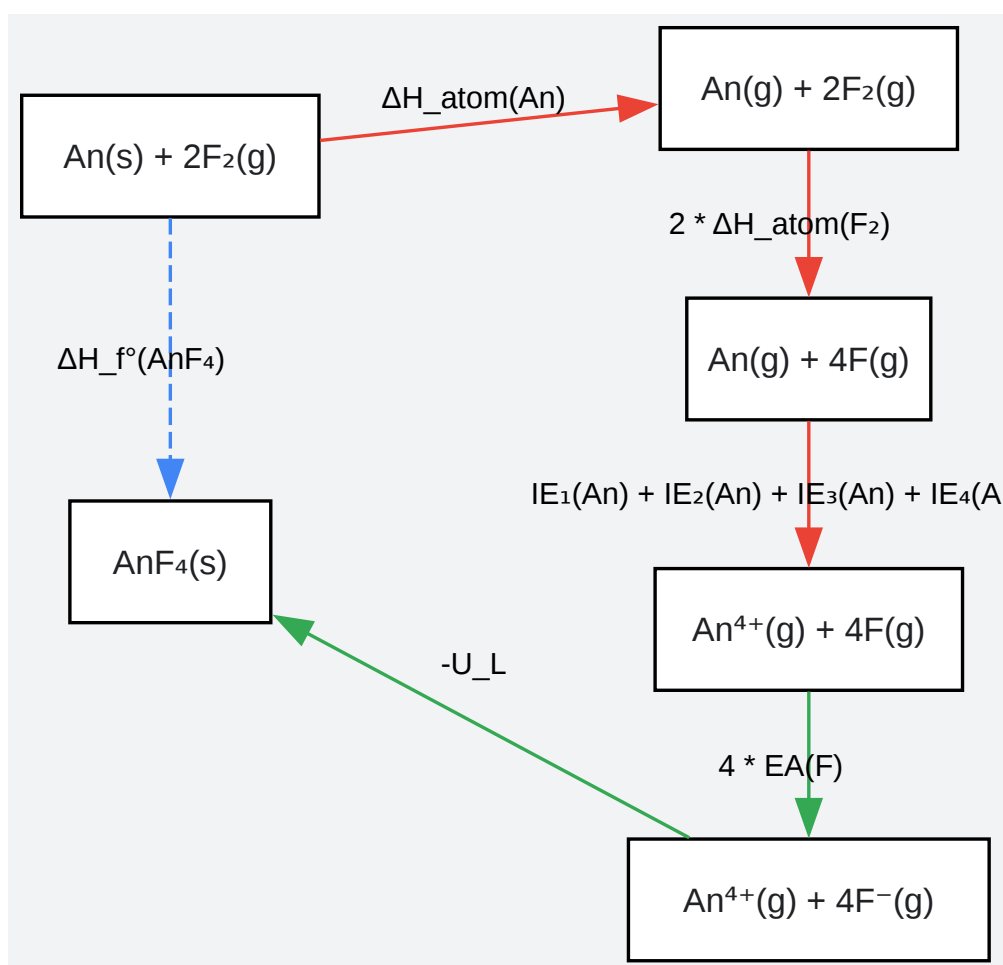 An(g) + 2F₂(g)
ΔH_atom(An)
An(s) + 2F₂(g)
2 * ΔH_atom(F₂)
ΔH_f°(AnF₄)
An(g) + 4F(g)
IE₁(An) + IE₂(An) + IE₃(An) + IE₄(A
AnF₄(s)
An⁴⁺(g) + 4F(g)
-U_L
4 * EA(F)
An⁴⁺(g) + 4F⁻(g)